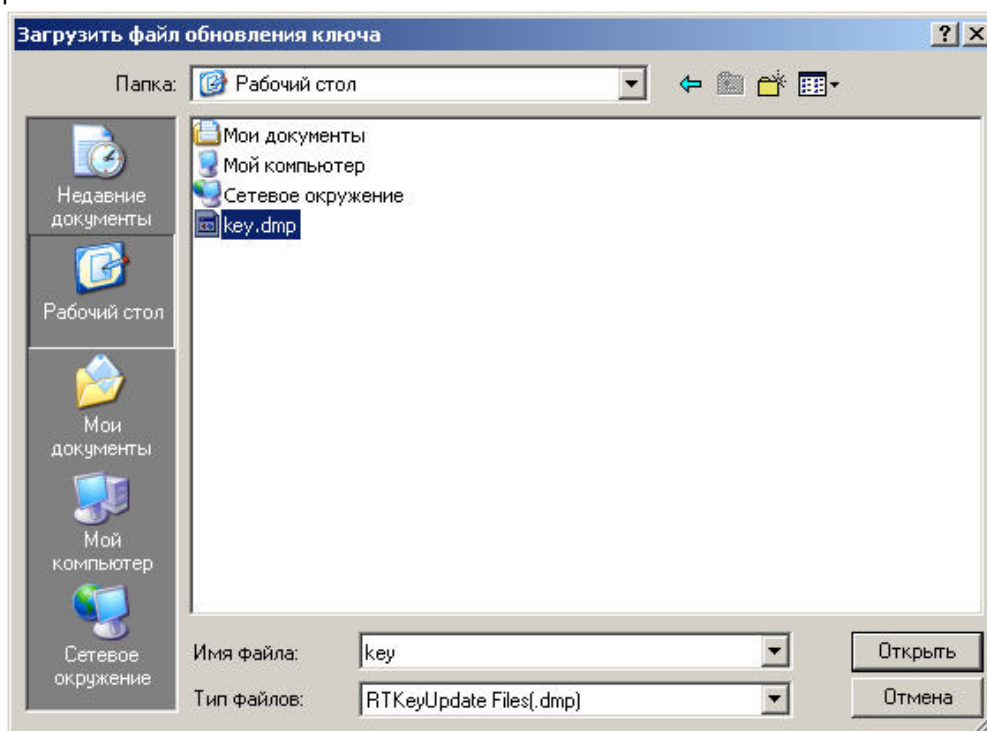 Загрузить файл обновления ключа
Папка:
Рабочий стол
Недавние
документы
Рабочий стол
Мои
документы
Мой
компьютер
Сетевое
окружение
Мои документы
Мой компьютер
Сетевое окружение
key.dmp
Имя файла:
key
Открыть
Тип файлов:
RTKeyUpdate Files(.dmp)
Отмена